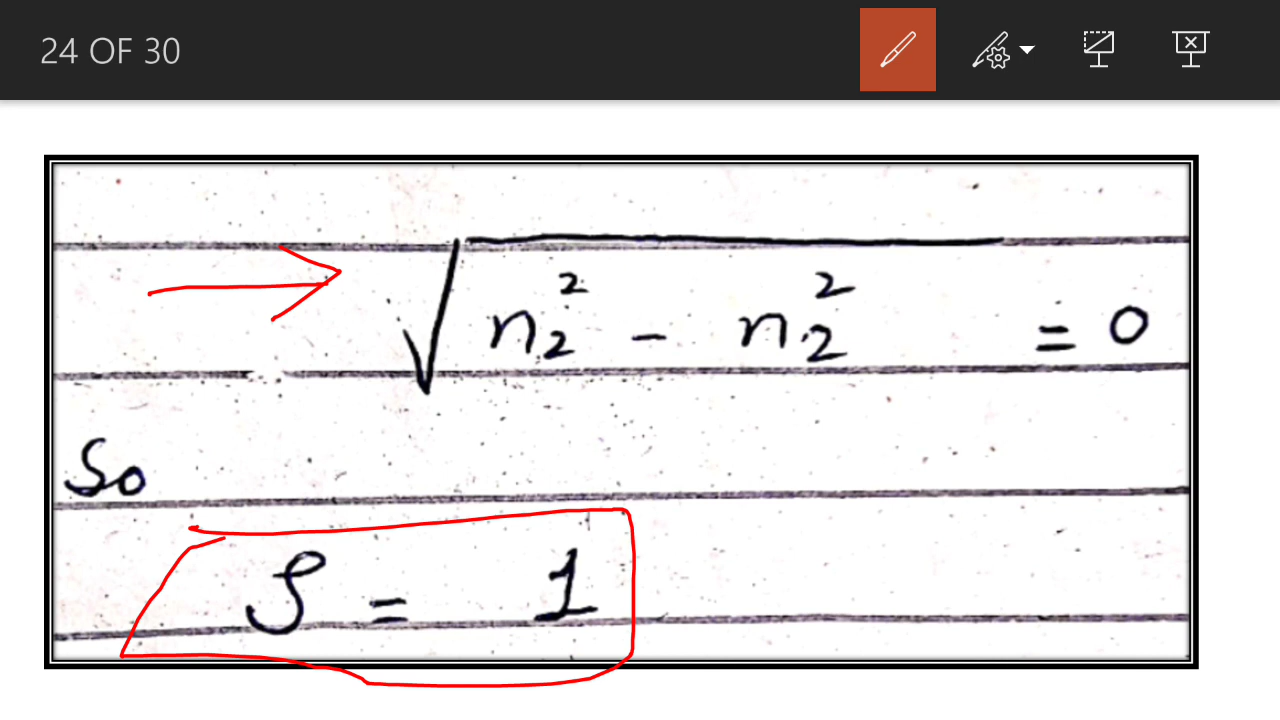 24 OF 30
√n₂² - n₂² = 0
So
ρ = 1